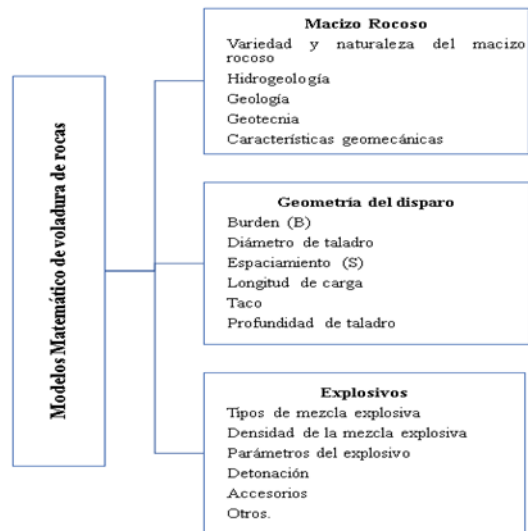 Modelos Matemático de voladura de rocas
Macizo Rocoso
Variedad y naturaleza del macizo
rocoso
Hidrogeología
Geología
Geotecnia
Características geomecánicas
Geometría del disparo
Burden (B)
Diámetro de taladro
Espaciamiento (S)
Longitud de carga
Taco
Profundidad de taladro
Explosivos
Tipos de mezcla explosiva
Densidad de la mezcla explosiva
Parámetros del explosivo
Detonación
Accesorios
Otros.